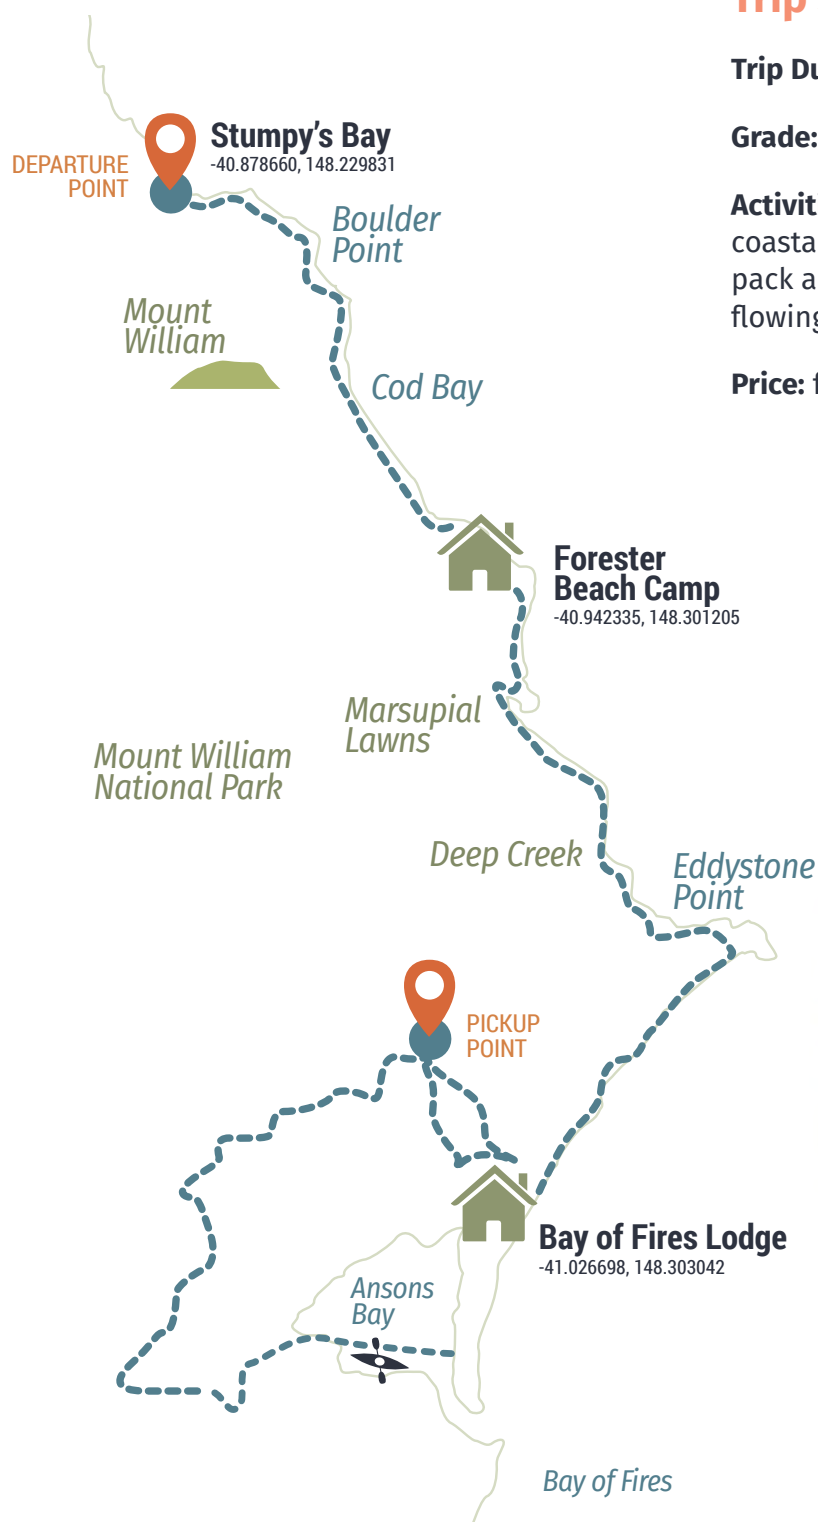 Trip
Trip Du
Stumpy's Bay
-40.878660, 148.229831
DEPARTURE
POINT
Grade:
Boulder
Point
Activit
coasta
pack a
flowing
Mount
William
Price: f
Cod Bay
Forester
Beach Camp
-40.942335, 148.301205
Marsupial
Lawns
Mount William
National Park
Deep Creek
Eddystone
Point
PICKUP
POINT
Bay of Fires Lodge
-41.026698, 148.303042
Ansons
Bay
Bay of Fires